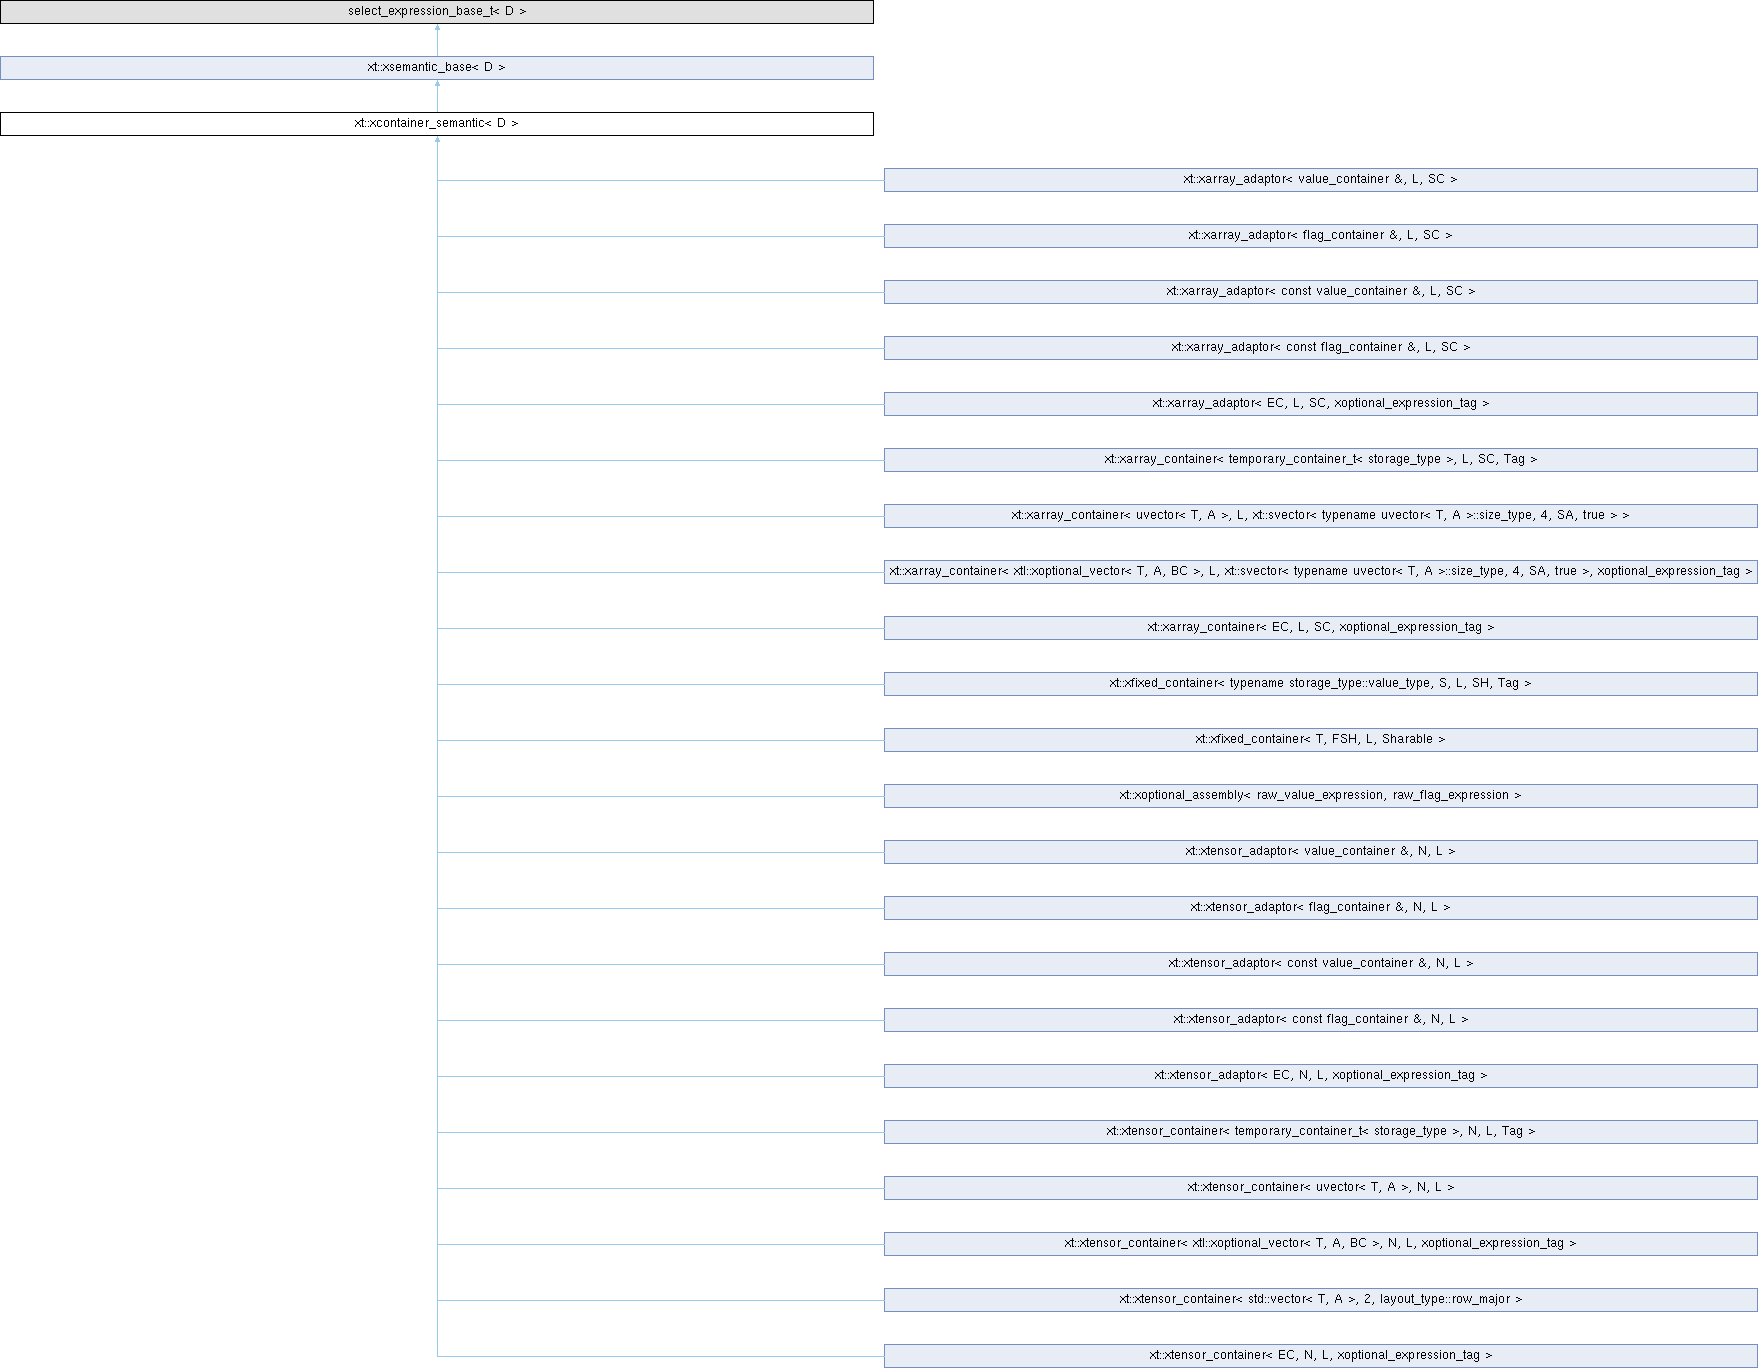 select_expression_base_t< D >
xt::xsemantic_base< D >
xt::xcontainer_semantic< D >
xt::xarray_adaptor< value_container &, L, SC >
xt::xarray_adaptor< flag_container &, L, SC >
xt::xarray_adaptor< const value_container &, L, SC >
xt::xarray_adaptor< const flag_container &, L, SC >
xt::xarray_adaptor< EC, L, SC, xoptional_expression_tag >
xt::xarray_container< temporary_container_t< storage_type >, L, SC, Tag >
xt::xarray_container< uvector< T, A >, L, xt::svector< typename uvector< T, A >::size_type, 4, SA, true > >
xt::xarray_container< xtl::xoptional_vector< T, A, BC >, L, xt::svector< typename uvector< T, A >::size_type, 4, SA, true >, xoptional_expression_tag >
xt::xarray_container< EC, L, SC, xoptional_expression_tag >
xt::xfixed_container< typename storage_type::value_type, S, L, SH, Tag >
xt::xfixed_container< T, FSH, L, Sharable >
xt::xoptional_assembly< raw_value_expression, raw_flag_expression >
xt::xtensor_adaptor< value_container &, N, L >
xt::xtensor_adaptor< flag_container &, N, L >
xt::xtensor_adaptor< const value_container &, N, L >
xt::xtensor_adaptor< const flag_container &, N, L >
xt::xtensor_adaptor< EC, N, L, xoptional_expression_tag >
xt::xtensor_container< temporary_container_t< storage_type >, N, L, Tag >
xt::xtensor_container< uvector< T, A >, N, L >
xt::xtensor_container< xtl::xoptional_vector< T, A, BC >, N, L, xoptional_expression_tag >
xt::xtensor_container< std::vector< T, A >, 2, layout_type::row_major >
xt::xtensor_container< EC, N, L, xoptional_expression_tag >